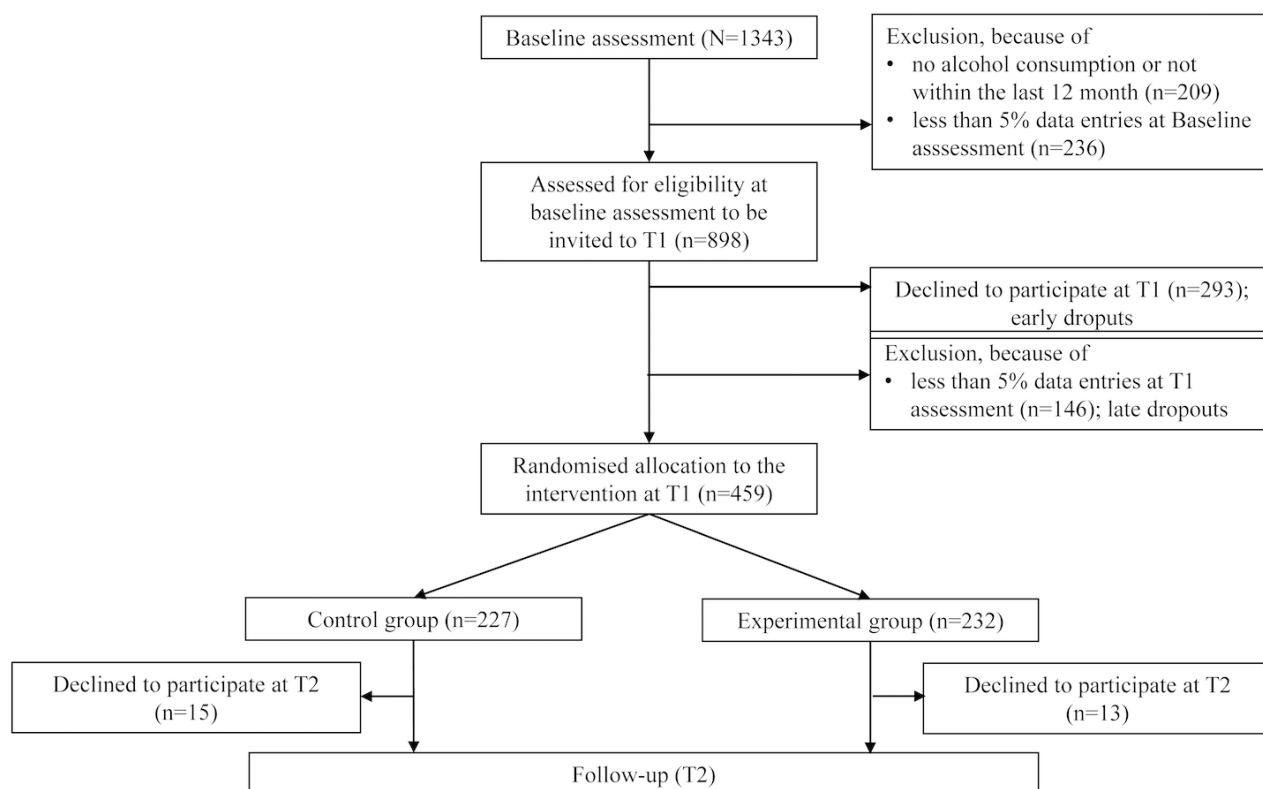 Baseline assessment (N=1343)
Exclusion, because of
• no alcohol consumption or not
within the last 12 month (n=209)
• less than 5% data entries at Baseline
asssessment (n=236)
Assessed for eligibility at
baseline assessment to be
invited to T1 (n=898)
Declined to participate at T1 (n=293);
early droputs
Exclusion, because of
• less than 5% data entries at T1
assessment (n=146); late dropouts
Randomised allocation to the
intervention at T1 (n=459)
Control group (n=227)
Experimental group (n=232)
Declined to participate at T2
(n=15)
Declined to participate at T2
(n=13)
Follow-up (T2)